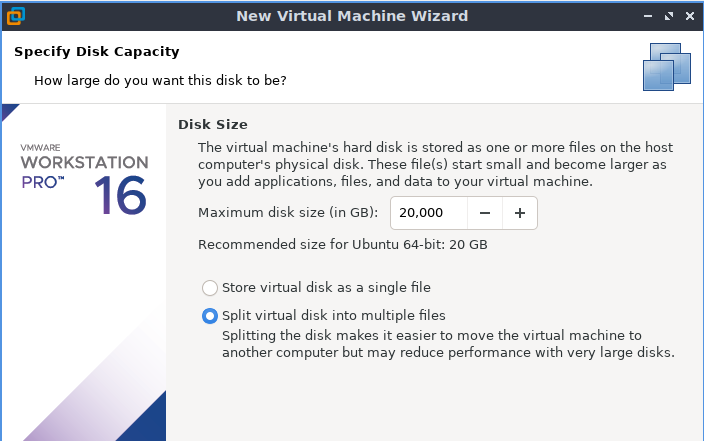 New Virtual Machine Wizard
Specify Disk Capacity
How large do you want this disk to be?
VMWARE
WORKSTATION
PRO™ 16
Disk Size
The virtual machine's hard disk is stored as one or more files on the host
computer's physical disk. These file(s) start small and become larger as
you add applications, files, and data to your virtual machine.
Maximum disk size (in GB): 20,000 − +
Recommended size for Ubuntu 64-bit: 20 GB
Store virtual disk as a single file
Split virtual disk into multiple files
Splitting the disk makes it easier to move the virtual machine to
another computer but may reduce performance with very large disks.